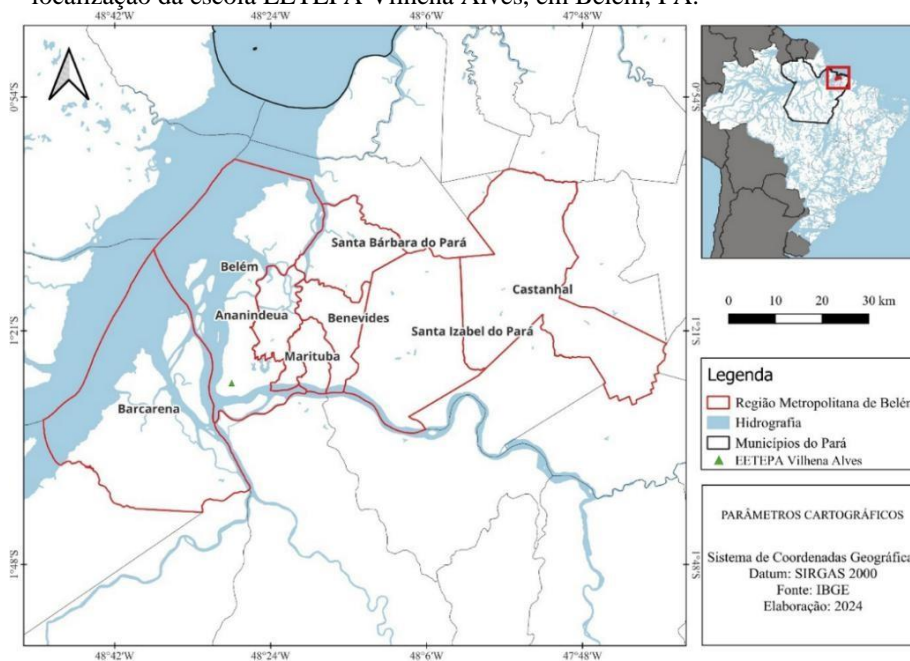 localização da escola EETEPA Vilhena Alves, em Belém, PA.
48°42'W 48°24'W 48°6'W 47°48'W
0°54'S
0°54'S
Santa Bárbara do Pará
Belém
Castanhal
Ananindeua
Benevides
Santa Izabel do Pará
Marituba
Barcarena
1°21'S
1°21'S
1°48'S
1°48'S
48°42'W 48°24'W 48°6'W 47°48'W
0 10 20 30 km
Legenda
Região Metropolitana de Belém
Hidrografia
Municípios do Pará
EETEPA Vilhena Alves
PARÂMETROS CARTOGRÁFICOS
Sistema de Coordenadas Geográfica
Datum: SIRGAS 2000
Fonte: IBGE
Elaboração: 2024